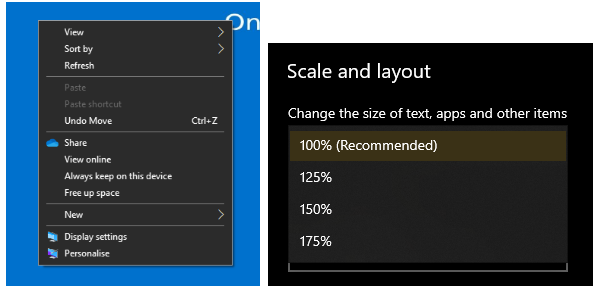 On
View
Sort by
Refresh
Paste
Paste shortcut
Undo Move Ctrl+Z
Share
View online
Always keep on this device
Free up space
New
Display settings
Personalise
Scale and layout
Change the size of text, apps and other items
100% (Recommended)
125%
150%
175%